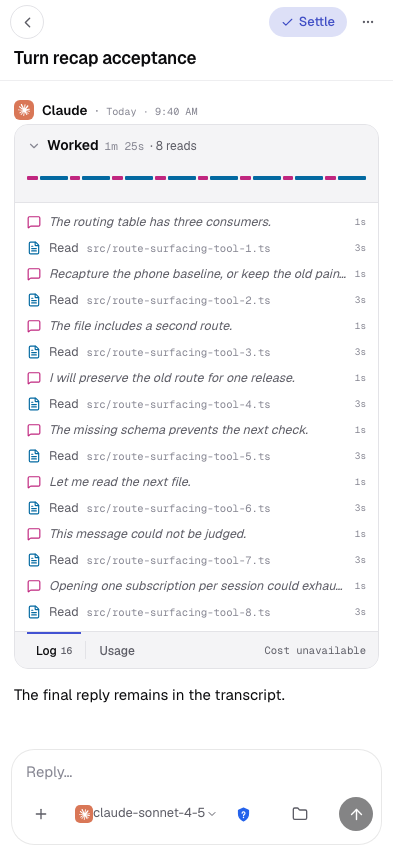 Settle
Turn recap acceptance
Claude · Today · 9:40 AM
Worked 1m 25s · 8 reads
The routing table has three consumers. 1s
Read src/route-surfacing-tool-1.ts 3s
Recapture the phone baseline, or keep the old pain... 1s
Read src/route-surfacing-tool-2.ts 3s
The file includes a second route. 1s
Read src/route-surfacing-tool-3.ts 3s
I will preserve the old route for one release. 1s
Read src/route-surfacing-tool-4.ts 3s
The missing schema prevents the next check. 1s
Read src/route-surfacing-tool-5.ts 3s
Let me read the next file. 1s
Read src/route-surfacing-tool-6.ts 3s
This message could not be judged. 1s
Read src/route-surfacing-tool-7.ts 3s
Opening one subscription per session could exhau... 1s
Read src/route-surfacing-tool-8.ts 3s
Log 16 Usage Cost unavailable
The final reply remains in the transcript.
Reply...
claude-sonnet-4-5